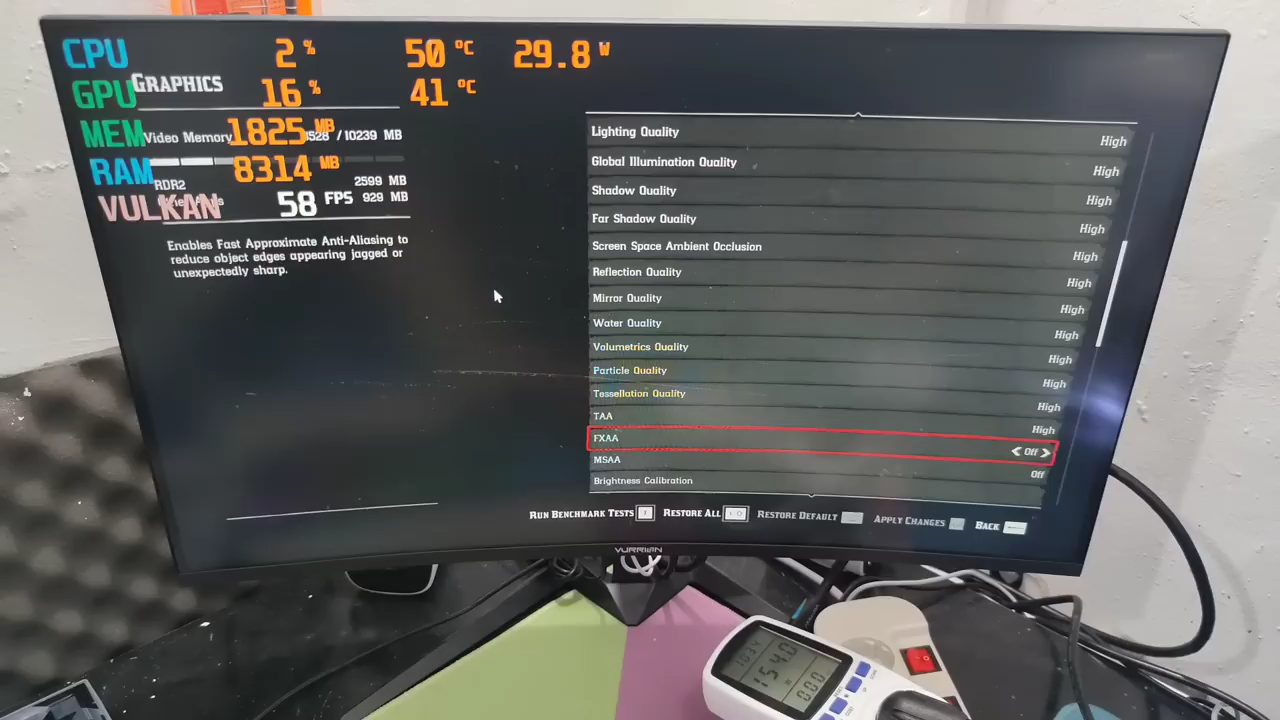 CPU 2 % 50 °C 29.8 W
GRAPHICS
GPU 16 % 41 °C
MEM 1825 MB
Video Memory /10239 MB
RAM 8314 MB
RDR2 2599 MB
929 MB
VULKAN 58 FPS
Enables Fast Approximate Anti-Aliasing to
reduce object edges appearing jagged or
unexpectedly sharp.
Lighting Quality High
Global Illumination Quality High
Shadow Quality High
Far Shadow Quality High
Screen Space Ambient Occlusion High
Reflection Quality High
Mirror Quality High
Water Quality High
Volumetrics Quality High
Particle Quality High
Tessellation Quality High
TAA High
FXAA Off
MSAA Off
Brightness Calibration
RUN BENCHMARK TESTS RESTORE ALL RESTORE DEFAULT APPLY CHANGES BACK
154.0
0.00